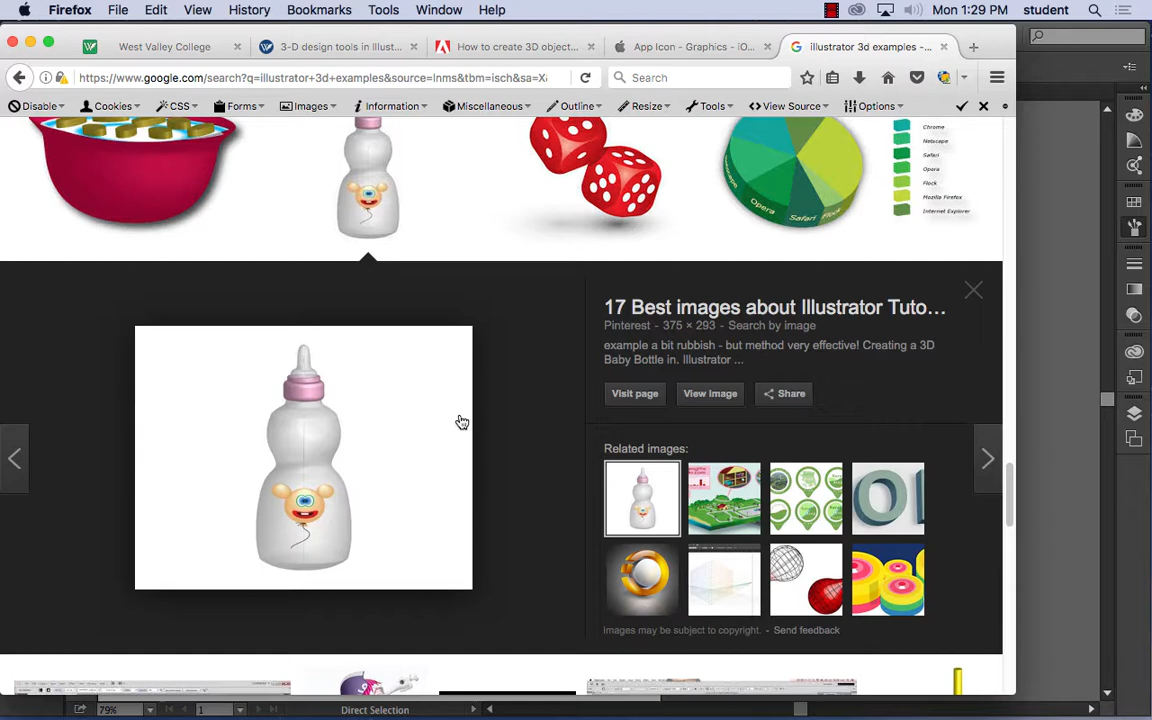 Firefox File Edit View History Bookmarks Tools Window Help Mon 1:29 PM student
West Valley College 3-D design tools in Illust... How to create 3D object... App Icon - Graphics - iO... illustrator 3d examples - ...
https://www.google.com/search?q=illustrator+3d+examples&source=lnms&tbm=isch&sa=X& Search
Disable Cookies CSS Forms Images Information Miscellaneous Outline Resize Tools View Source Options
Chrome
Netscape
Safari
Opera
Flock
Mozilla Firefox
Internet Explorer
Netscape
Opera
Safari
Flock
17 Best images about Illustrator Tuto...
Pinterest - 375 × 293 - Search by image
example a bit rubbish - but method very effective! Creating a 3D
Baby Bottle in. Illustrator ...
Visit page View image Share
Related images:
Images may be subject to copyright. - Send feedback
79% 1 Direct Selection